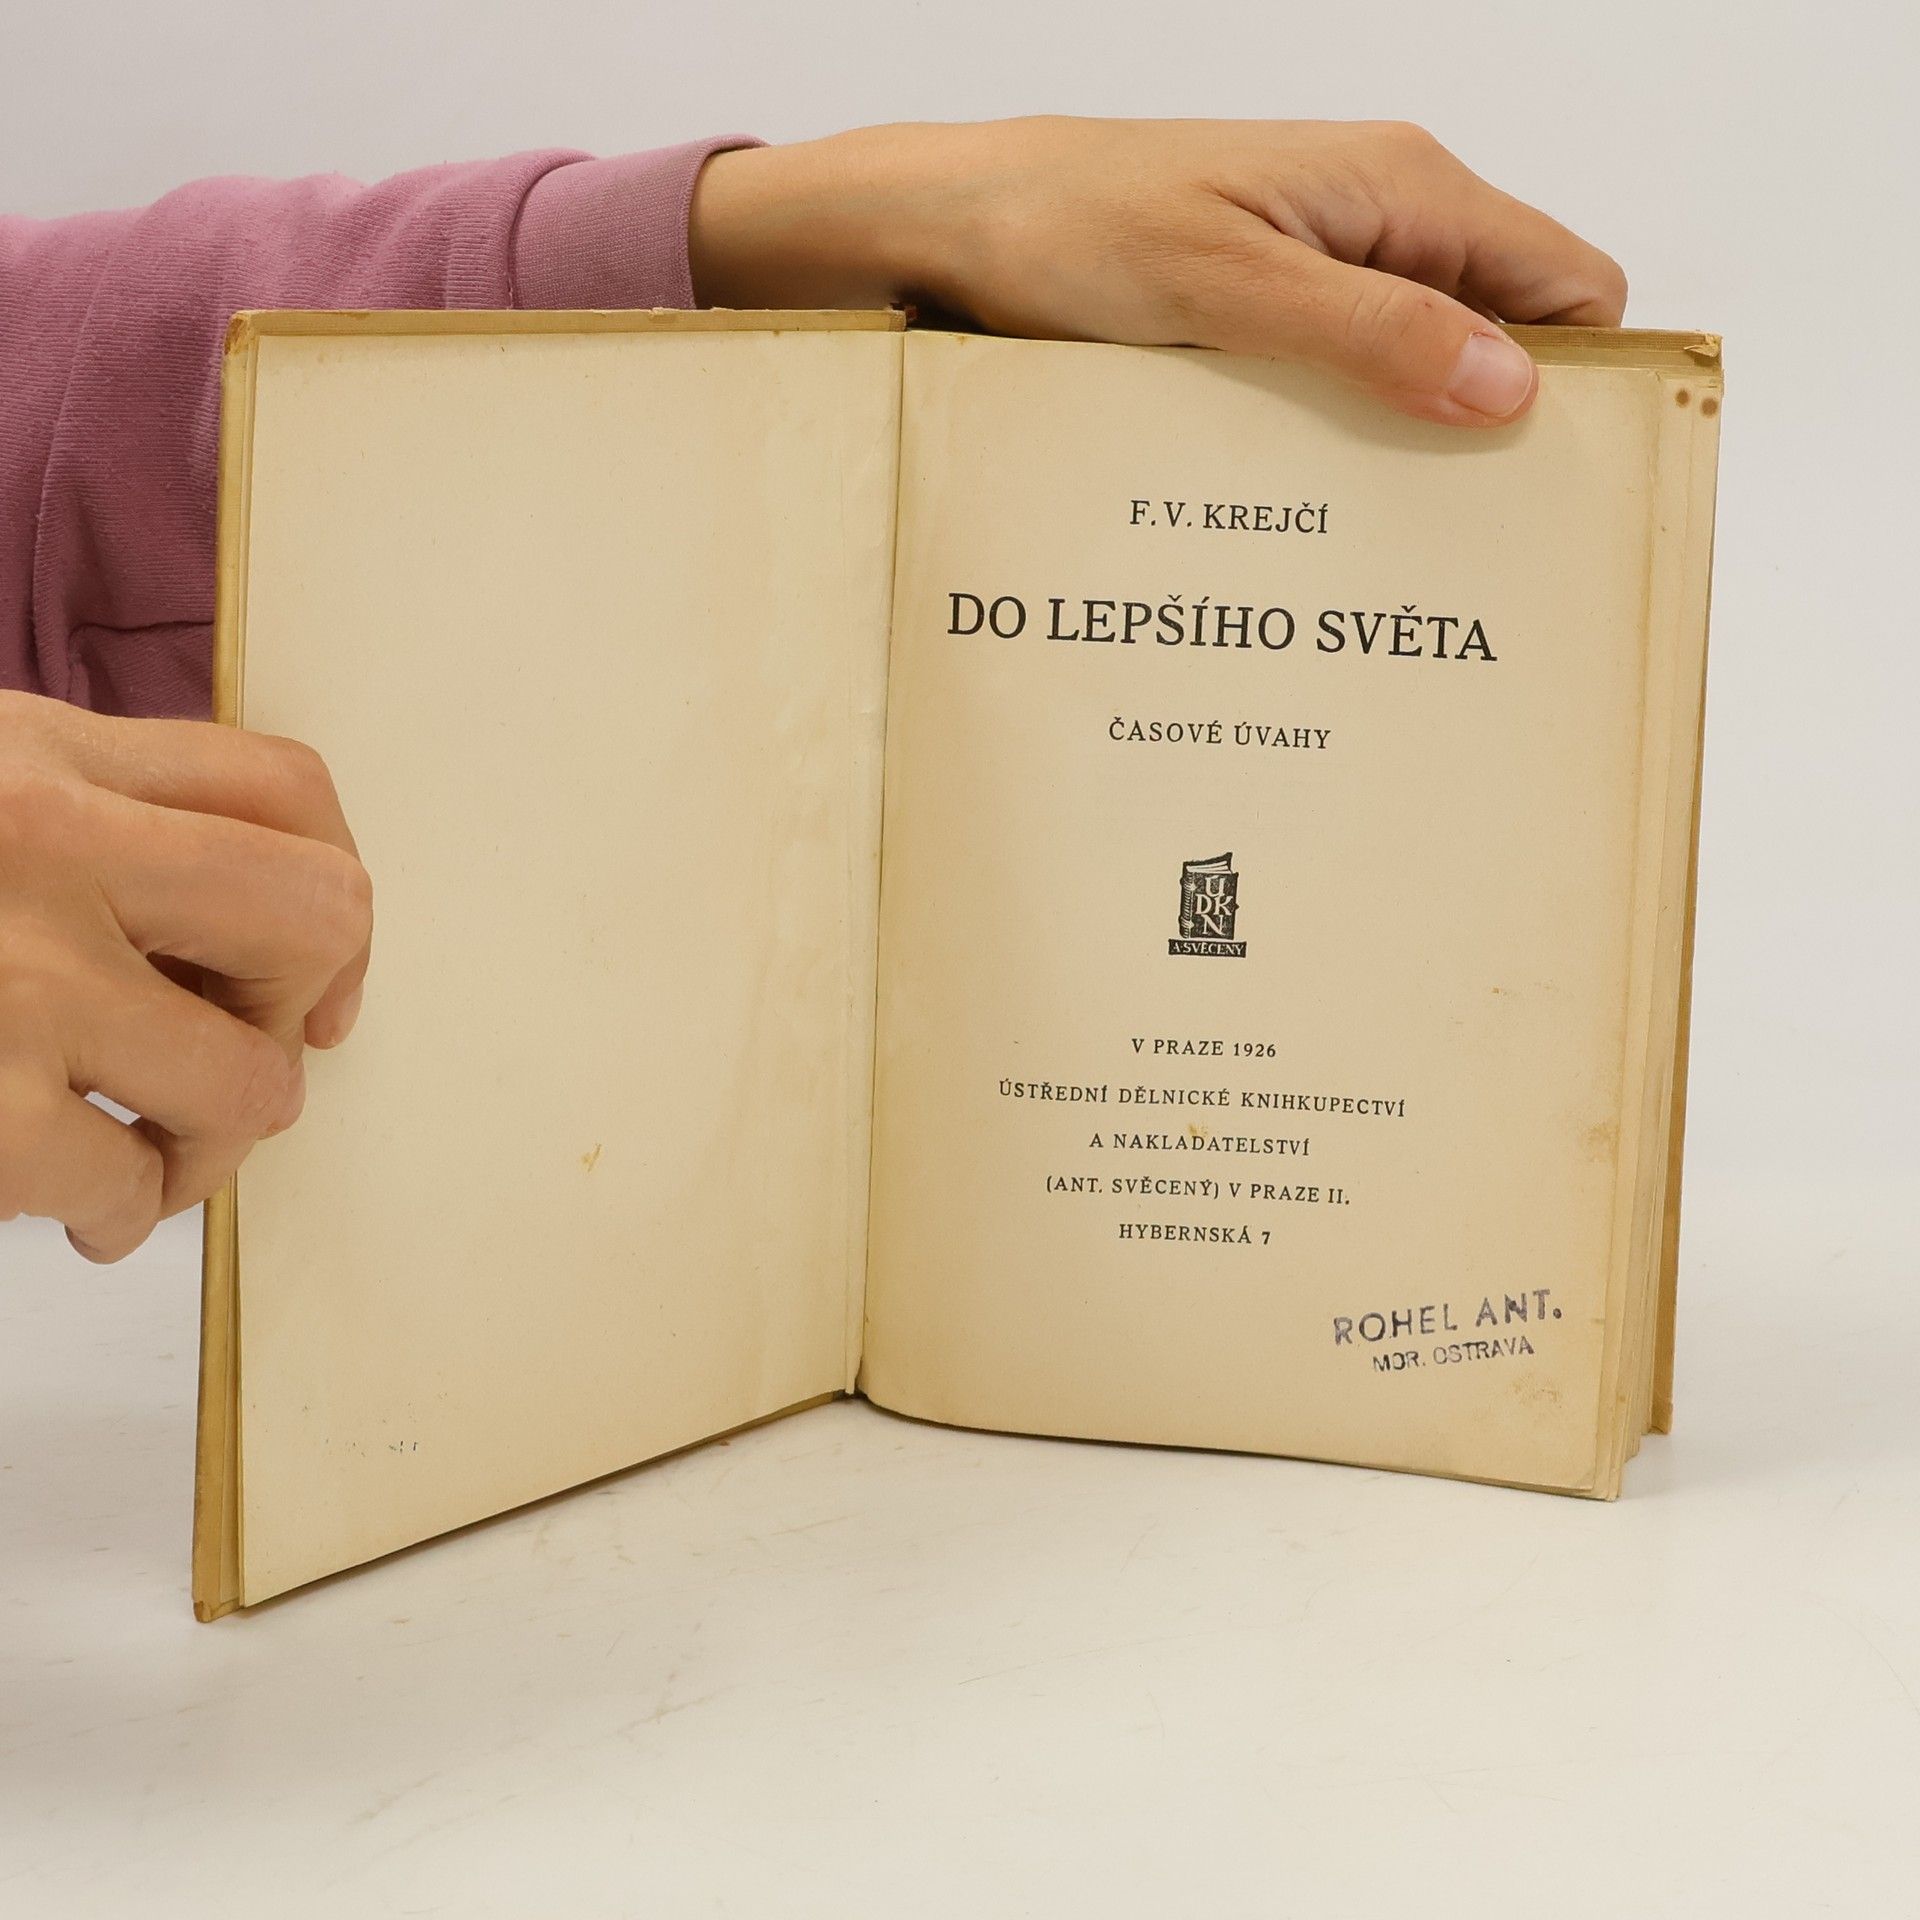 F. V. KREJČÍ
DO LEPŠÍHO SVĚTA
ČASOVÉ ÚVAHY
Ú
DK
N
A·SVĚCENÝ
V PRAZE 1926
ÚSTŘEDNÍ DĚLNICKÉ KNIHKUPECTVÍ
A NAKLADATELSTVÍ
(ANT. SVĚCENÝ) V PRAZE II.
HYBERNSKÁ 7
ROHEL ANT.
MOR. OSTRAVA